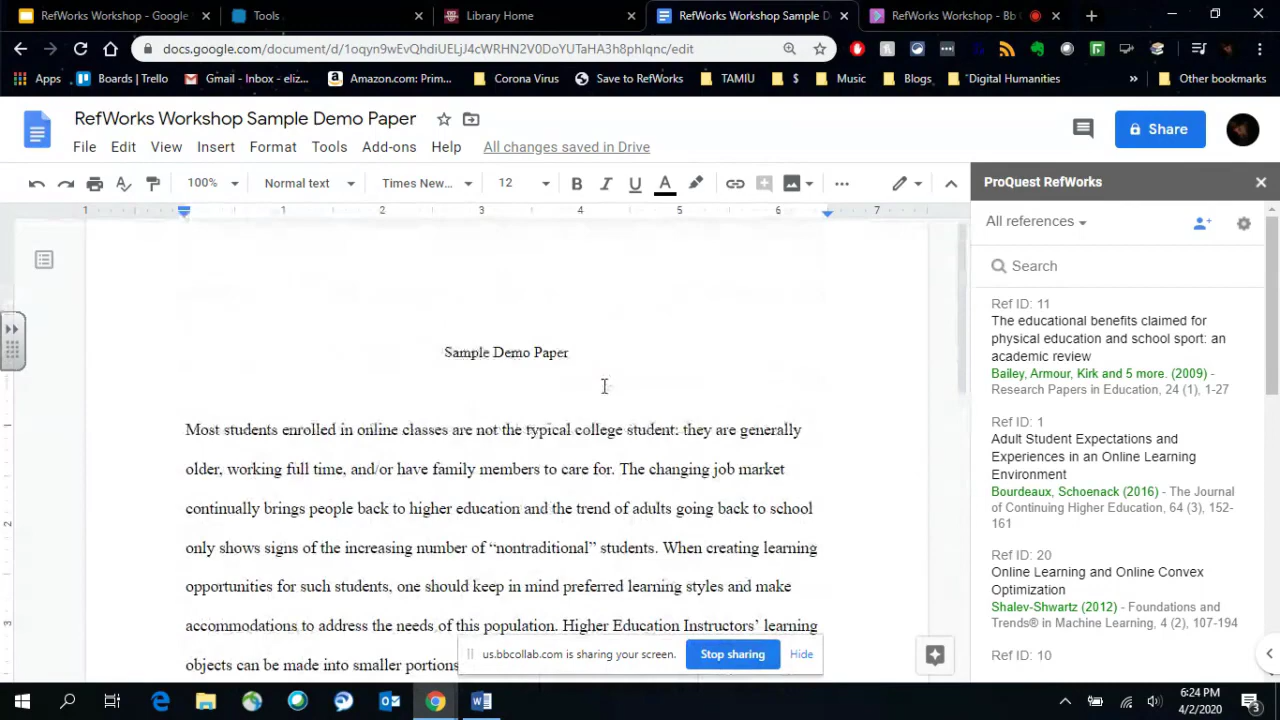 RefWorks Workshop - Google
Tools
Library Home
RefWorks Workshop Sample D
RefWorks Workshop - Bb
docs.google.com/document/d/1oqyn9wEvQhdiUELjJ4cWRHN2V0DoYUTaHA3h8phIqnc/edit
Apps
Boards | Trello
Gmail - Inbox - eliz...
Amazon.com: Prim...
Corona Virus
Save to RefWorks
TAMIU
$
Music
Blogs
"Digital Humanities
Other bookmarks
RefWorks Workshop Sample Demo Paper
Share
File Edit View Insert Format Tools Add-ons Help All changes saved in Drive
100% Normal text Times New... 12 B I U A
ProQuest RefWorks
1 1 2 3 4 5 6 7
All references
Search
Sample Demo Paper
Most students enrolled in online classes are not the typical college student: they are generally
older, working full time, and/or have family members to care for. The changing job market
continually brings people back to higher education and the trend of adults going back to school
only shows signs of the increasing number of “nontraditional” students. When creating learning
opportunities for such students, one should keep in mind preferred learning styles and make
accommodations to address the needs of this population. Higher Education Instructors’ learning
objects can be made into smaller portions
1
2
3
Ref ID: 11
The educational benefits claimed for
physical education and school sport: an
academic review
Bailey, Armour, Kirk and 5 more. (2009) -
Research Papers in Education, 24 (1), 1-27
Ref ID: 1
Adult Student Expectations and
Experiences in an Online Learning
Environment
Bourdeaux, Schoenack (2016) - The Journal
of Continuing Higher Education, 64 (3), 152-
161
Ref ID: 20
Online Learning and Online Convex
Optimization
Shalev-Shwartz (2012) - Foundations and
Trends® in Machine Learning, 4 (2), 107-194
Ref ID: 10
us.bbcollab.com is sharing your screen.
Stop sharing
Hide
6:24 PM
4/2/2020
3